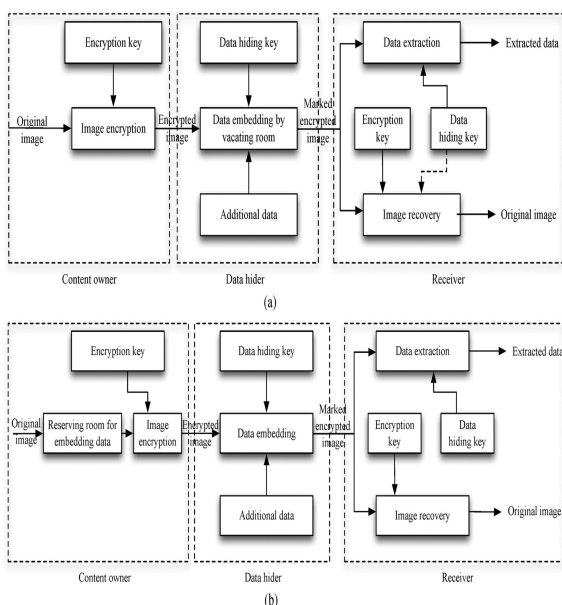 Encryption key
Data hiding key
Data extraction
Extracted data
Original
image
Image encryption
Encrypted
image
Data embedding by
vacating room
Marked
encrypted
image
Encryption
key
Data
hiding key
Additional data
Image recovery
Original image
Content owner
Data hider
Receiver
(a)
Encryption key
Data hiding key
Data extraction
Extracted data
Original
image
Reserving room for
embedding data
Image
encryption
Encrypted
image
Data embedding
Marked
encrypted
image
Encryption
key
Data
hiding key
Additional data
Image recovery
Original image
Content owner
Data hider
Receiver
(b)